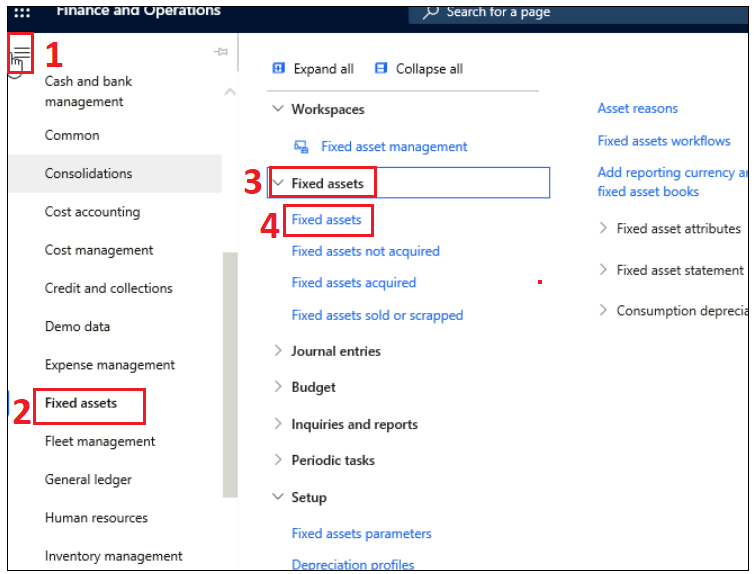 Finance and Operations
Search for a page
1
Cash and bank
management
Common
Consolidations
Cost accounting
Cost management
Credit and collections
Demo data
Expense management
2
Fixed assets
Fleet management
General ledger
Human resources
Inventory management
Expand all
Collapse all
Workspaces
Fixed asset management
3
Fixed assets
4
Fixed assets
Fixed assets not acquired
Fixed assets acquired
Fixed assets sold or scrapped
Journal entries
Budget
Inquiries and reports
Periodic tasks
Setup
Fixed assets parameters
Depreciation profiles
Asset reasons
Fixed assets workflows
Add reporting currency
fixed asset books
Fixed asset attributes
Fixed asset statement
Consumption deprecia